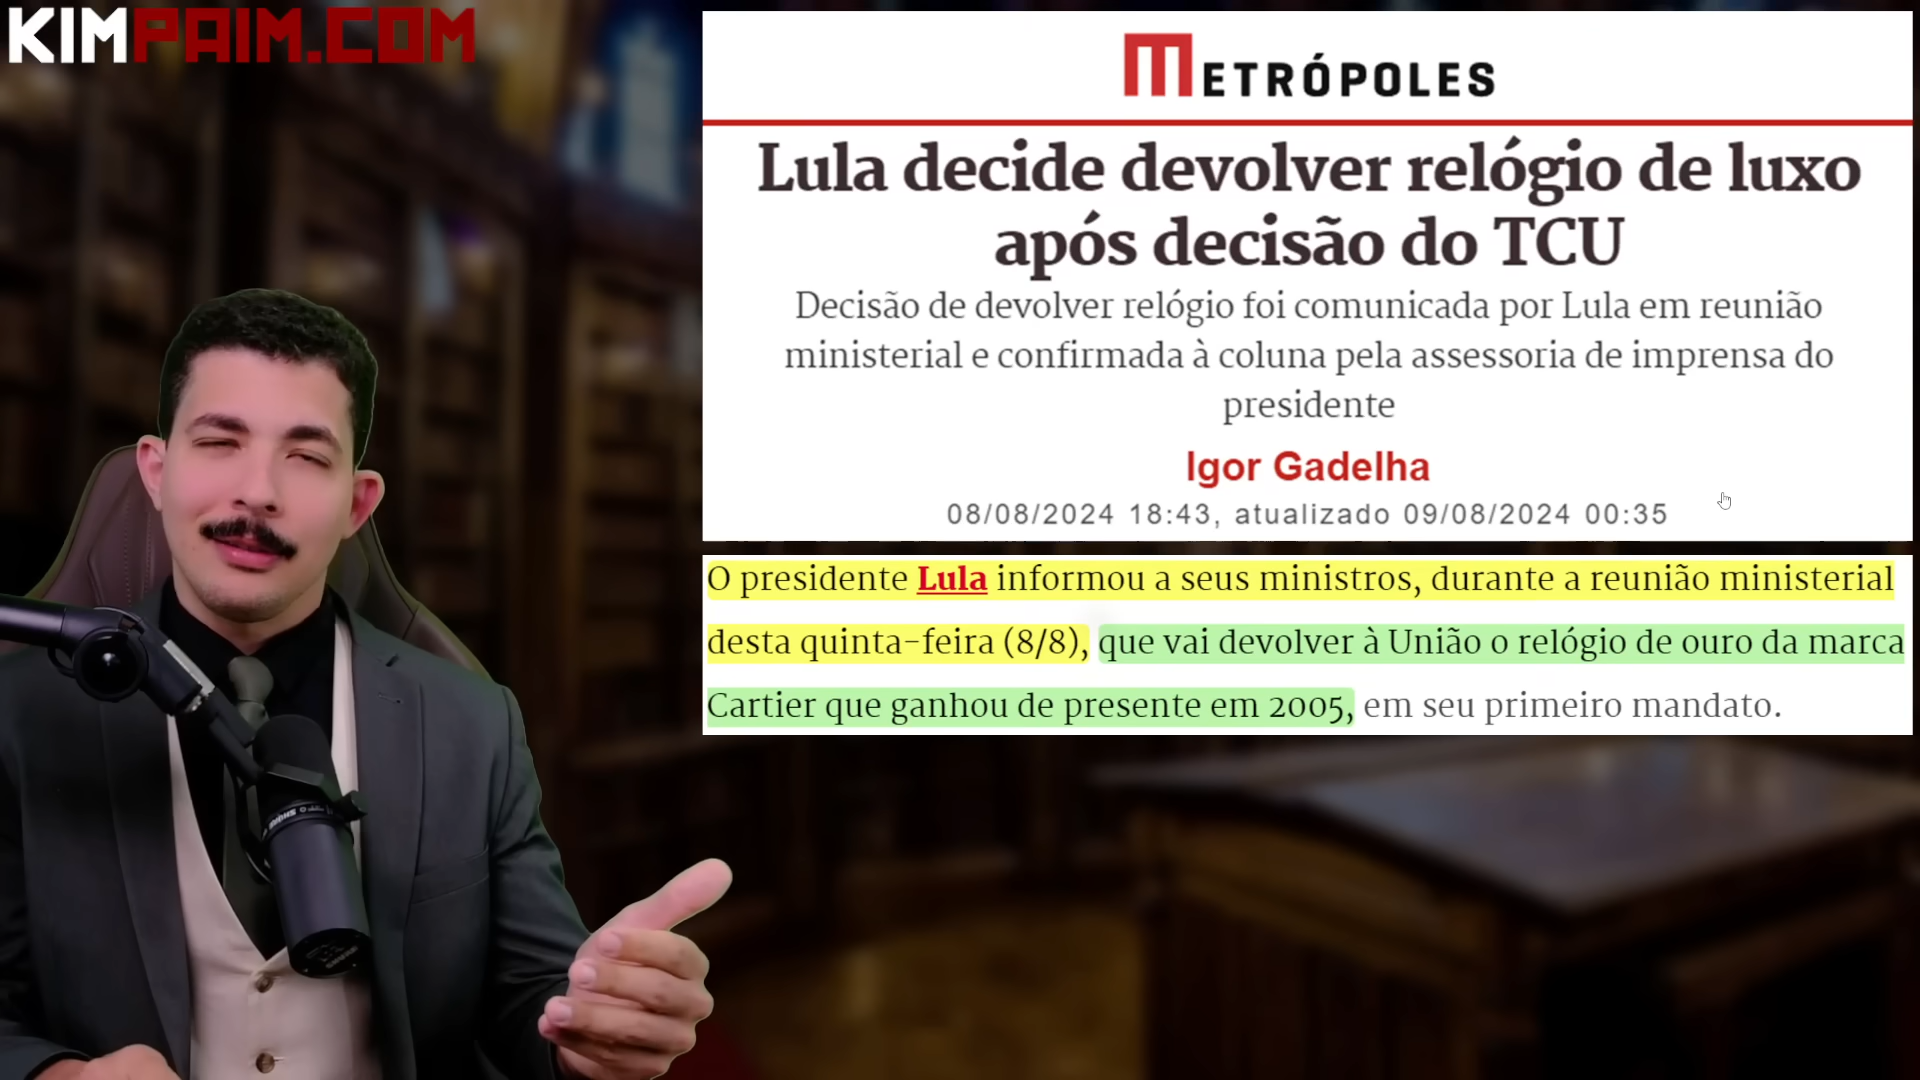 KIMPAIM.COM
METRÓPOLES
Lula decide devolver relógio de luxo
após decisão do TCU
Decisão de devolver relógio foi comunicada por Lula em reunião
ministerial e confirmada à coluna pela assessoria de imprensa do
presidente
Igor Gadelha
08/08/2024 18:43, atualizado 09/08/2024 00:35
O presidente Lula informou a seus ministros, durante a reunião ministerial
desta quinta-feira (8/8), que vai devolver à União o relógio de ouro da marca
Cartier que ganhou de presente em 2005, em seu primeiro mandato.